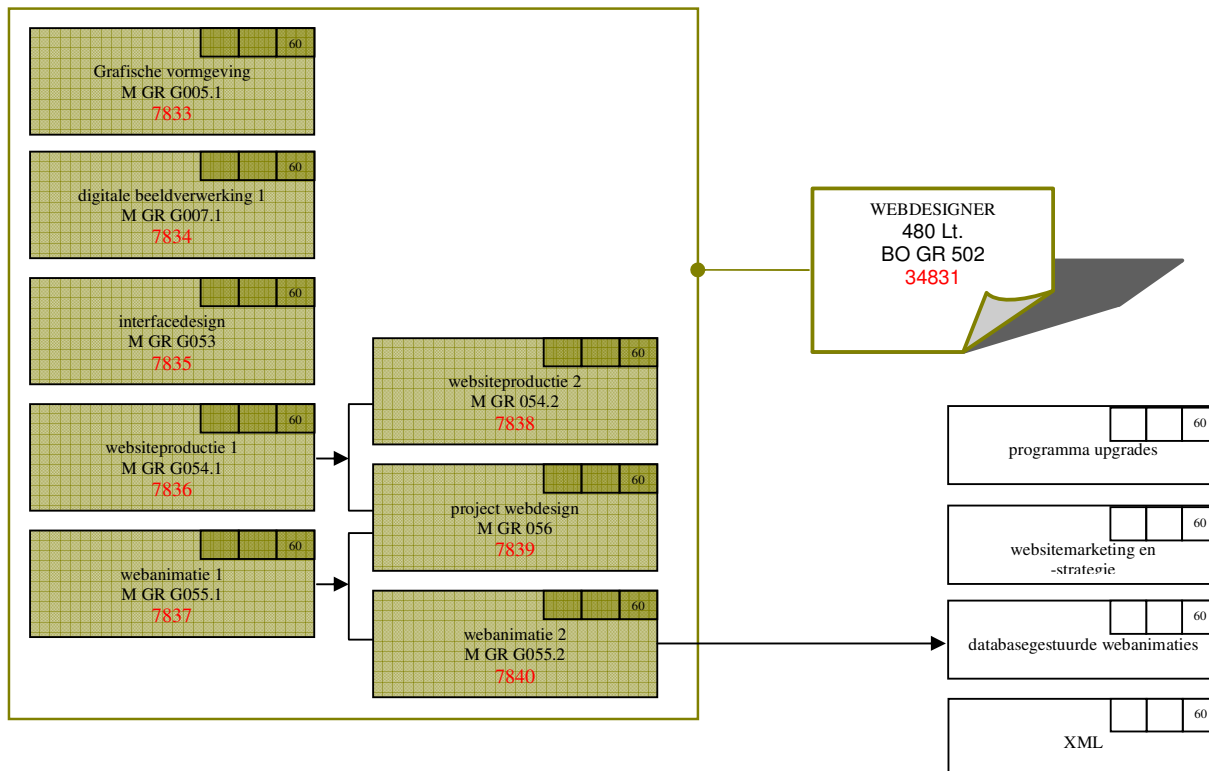 60
Grafische vormgeving
M GR G005.1
7833
60
digitale beeldverwerking 1
M GR G007.1
7834
60
interfacedesign
M GR G053
7835
60
websiteproductie 1
M GR G054.1
7836
60
webanimatie 1
M GR G055.1
7837
60
websiteproductie 2
M GR 054.2
7838
60
project webdesign
M GR 056
7839
60
webanimatie 2
M GR G055.2
7840
WEBDESIGNER
480 Lt.
BO GR 502
34831
60
programma upgrades
60
websitemarketing en
-strategie
60
databasegestuurde webanimaties
60
XML